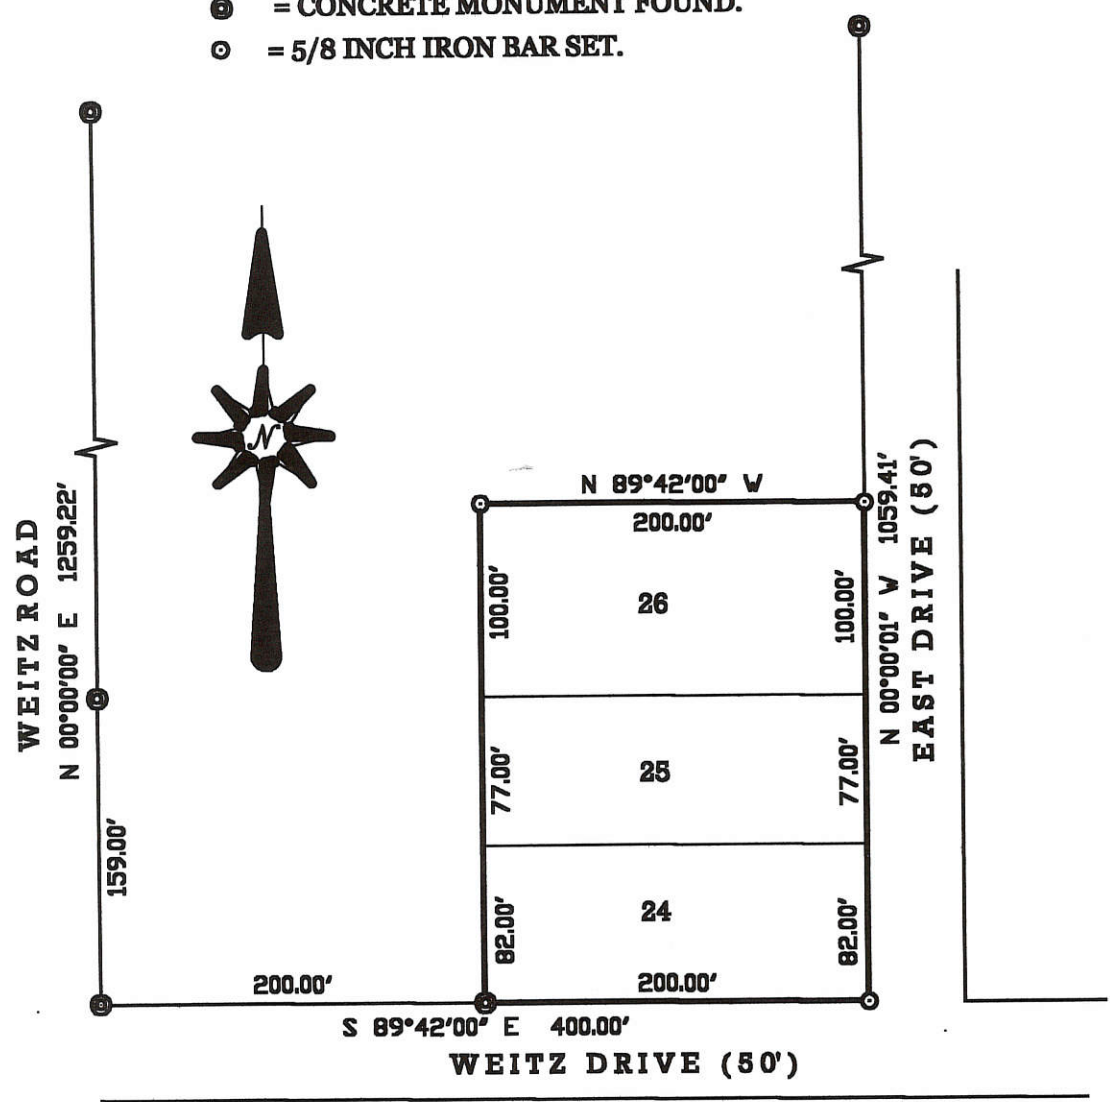 = CONCRETE MONUMENT FOUND.
= 5/8 INCH IRON BAR SET.
N
WEITZ ROAD
N 00°00'00" E 1259.22'
159.00'
N 89°42'00" W
200.00'
100.00'
26
100.00'
77.00'
25
77.00'
82.00'
24
82.00'
N 00°00'01" W 1059.41'
EAST DRIVE (50')
200.00'
200.00'
S 89°42'00" E 400.00'
WEITZ DRIVE (50')